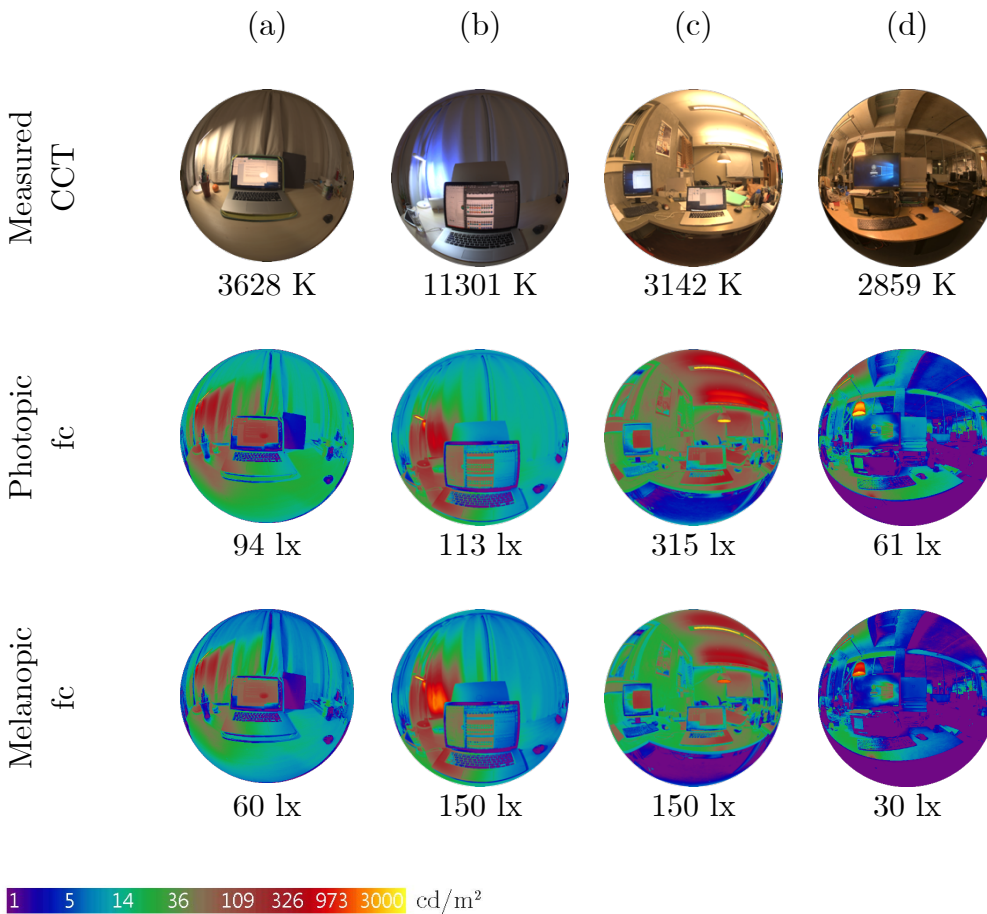 (a) (b) (c) (d)
Measured
CCT
3628 K 11301 K 3142 K 2859 K
Photopic
fc
94 lx 113 lx 315 lx 61 lx
Melanopic
fc
60 lx 150 lx 150 lx 30 lx
1 5 14 36 109 326 973 3000 cd/m²